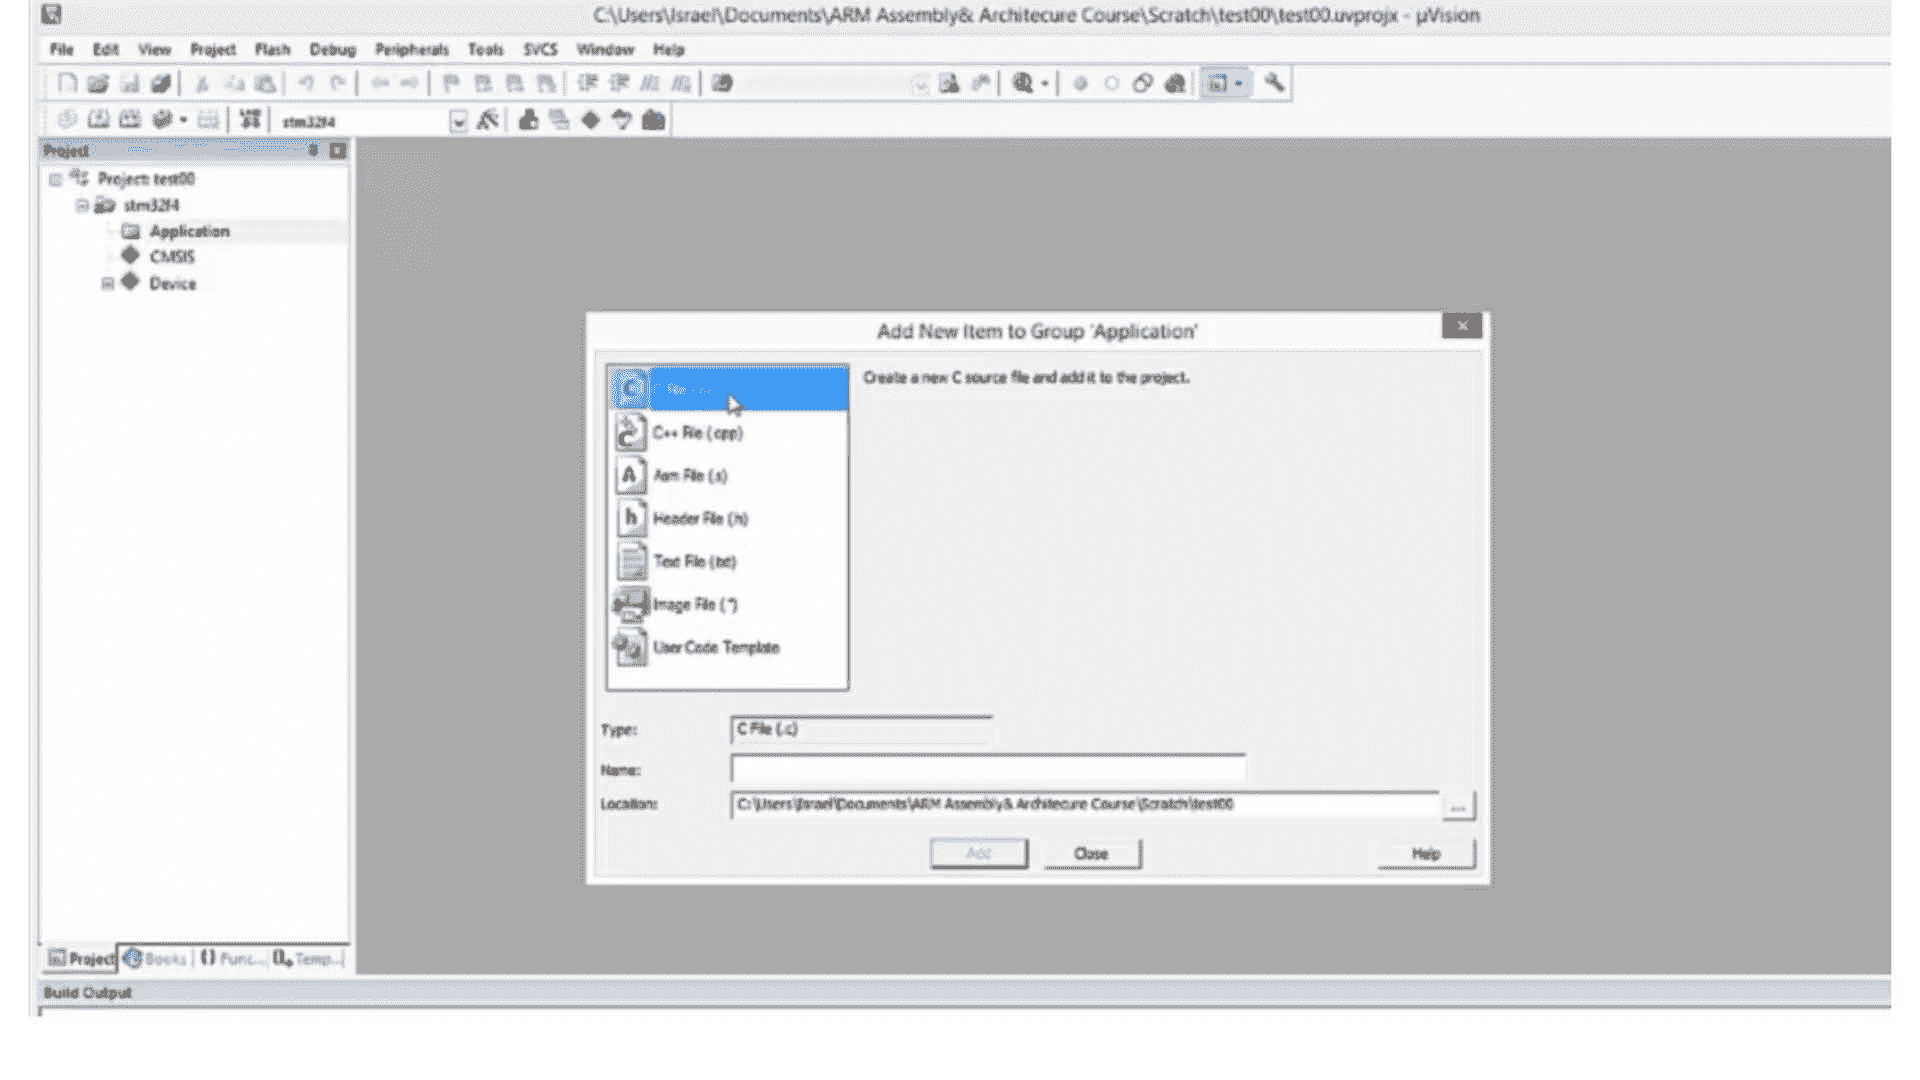 C:\Users\Israel\Documents\ARM Assembly& Architecure Course\Scratch\test00\test00.uvprojx - µVision
File Edit View Project Flash Debug Peripherals Tools SVCS Window Help
stm32f4
Project
Project: test00
stm32f4
Application
CMSIS
Device
Add New Item to Group 'Application'
Create a new C source file and add it to the project.
C++ File (.cpp)
Asm File (.s)
Header File (.h)
Text File (.txt)
Image File (.*)
User Code Template
Type: C File (.c)
Name:
Location: C:\Users\Israel\Documents\ARM Assembly& Architecure Course\Scratch\test00
...
Add Close Help
Project Books Func... Temp...
Build Output